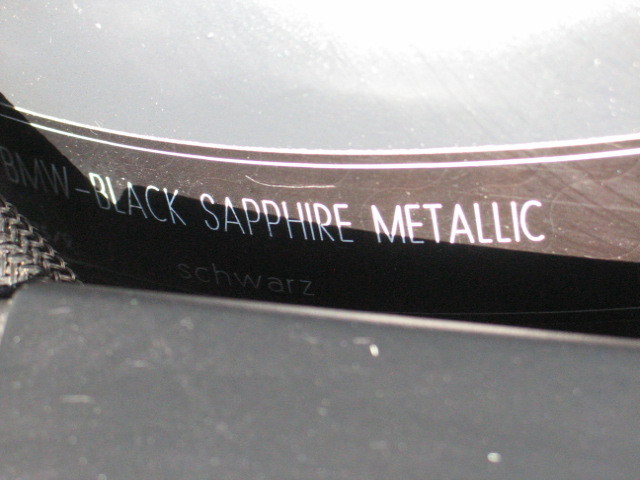 BMW-BLACK SAPPHIRE METALLIC
schwarz